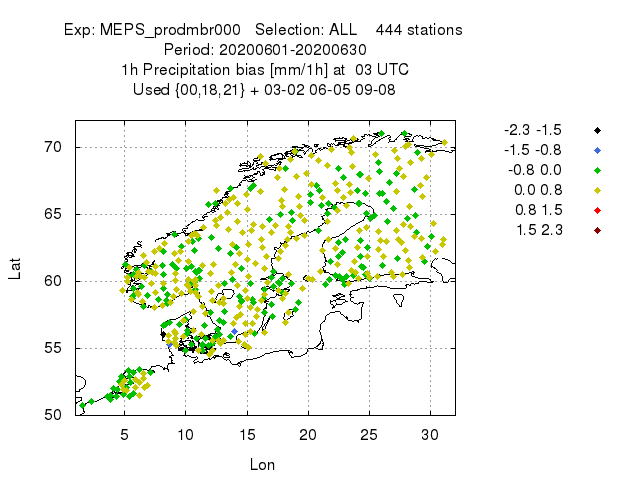 Exp: MEPS_prodmbr000 Selection: ALL 444 stations
Period: 20200601-20200630
1h Precipitation bias [mm/1h] at 03 UTC
Used {00,18,21} + 03-02 06-05 09-08
-2.3 -1.5
-1.5 -0.8
-0.8 0.0
0.0 0.8
0.8 1.5
1.5 2.3
70
65
60
55
50
Lat
5 10 15 20 25 30
Lon